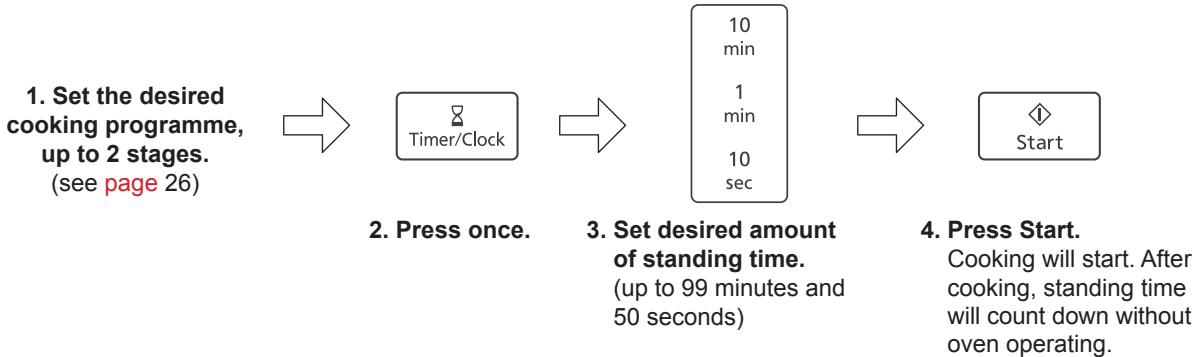 1. Set the desired
cooking programme,
up to 2 stages.
(see page 26)
Timer/Clock
10
min
1
min
10
sec
Start
2. Press once.
3. Set desired amount
of standing time.
(up to 99 minutes and
50 seconds)
4. Press Start.
Cooking will start. After
cooking, standing time
will count down without
oven operating.